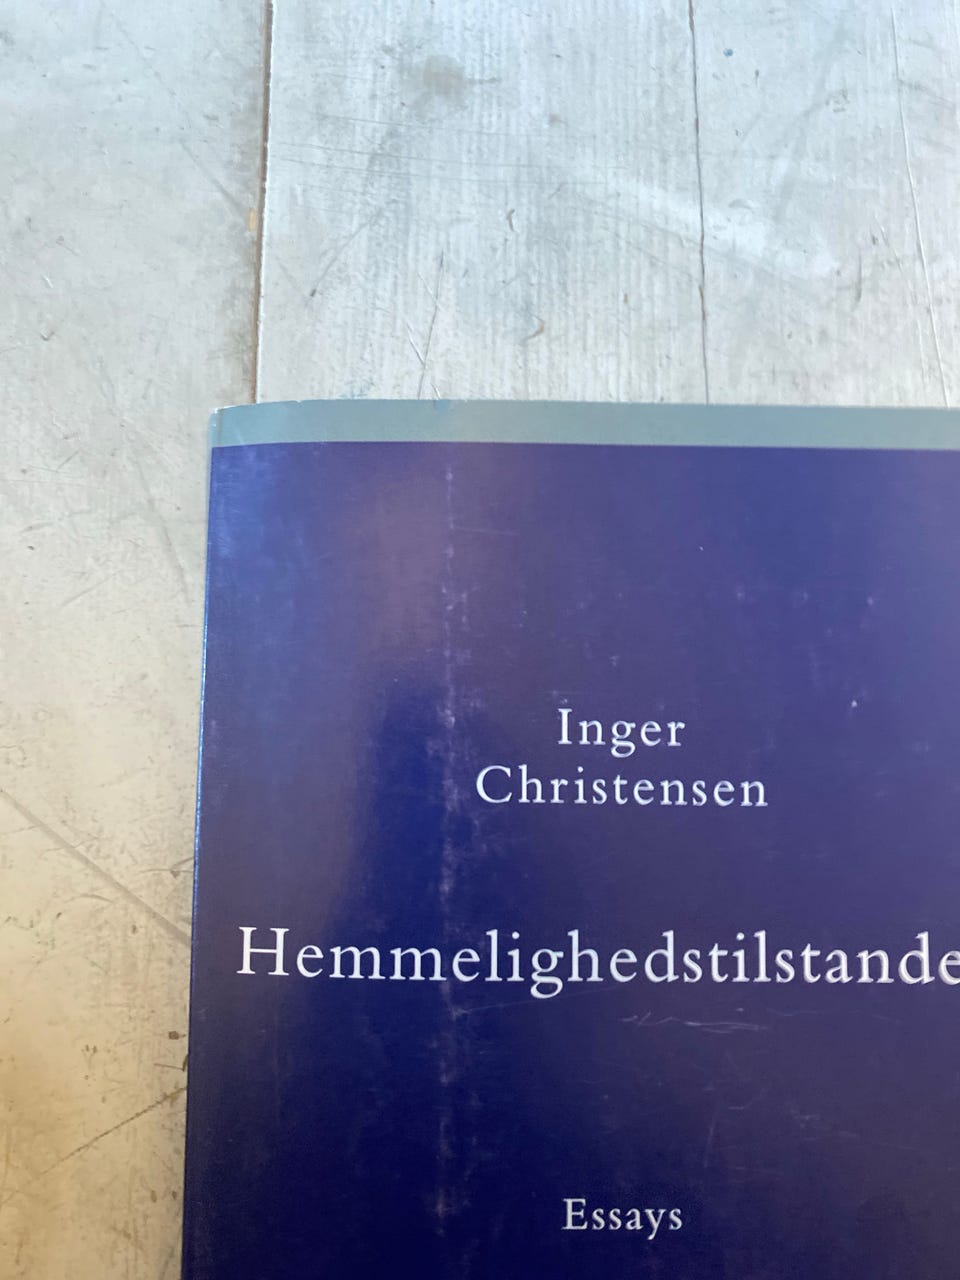 Inger
Christensen
Hemmelighedstilstande
Essays